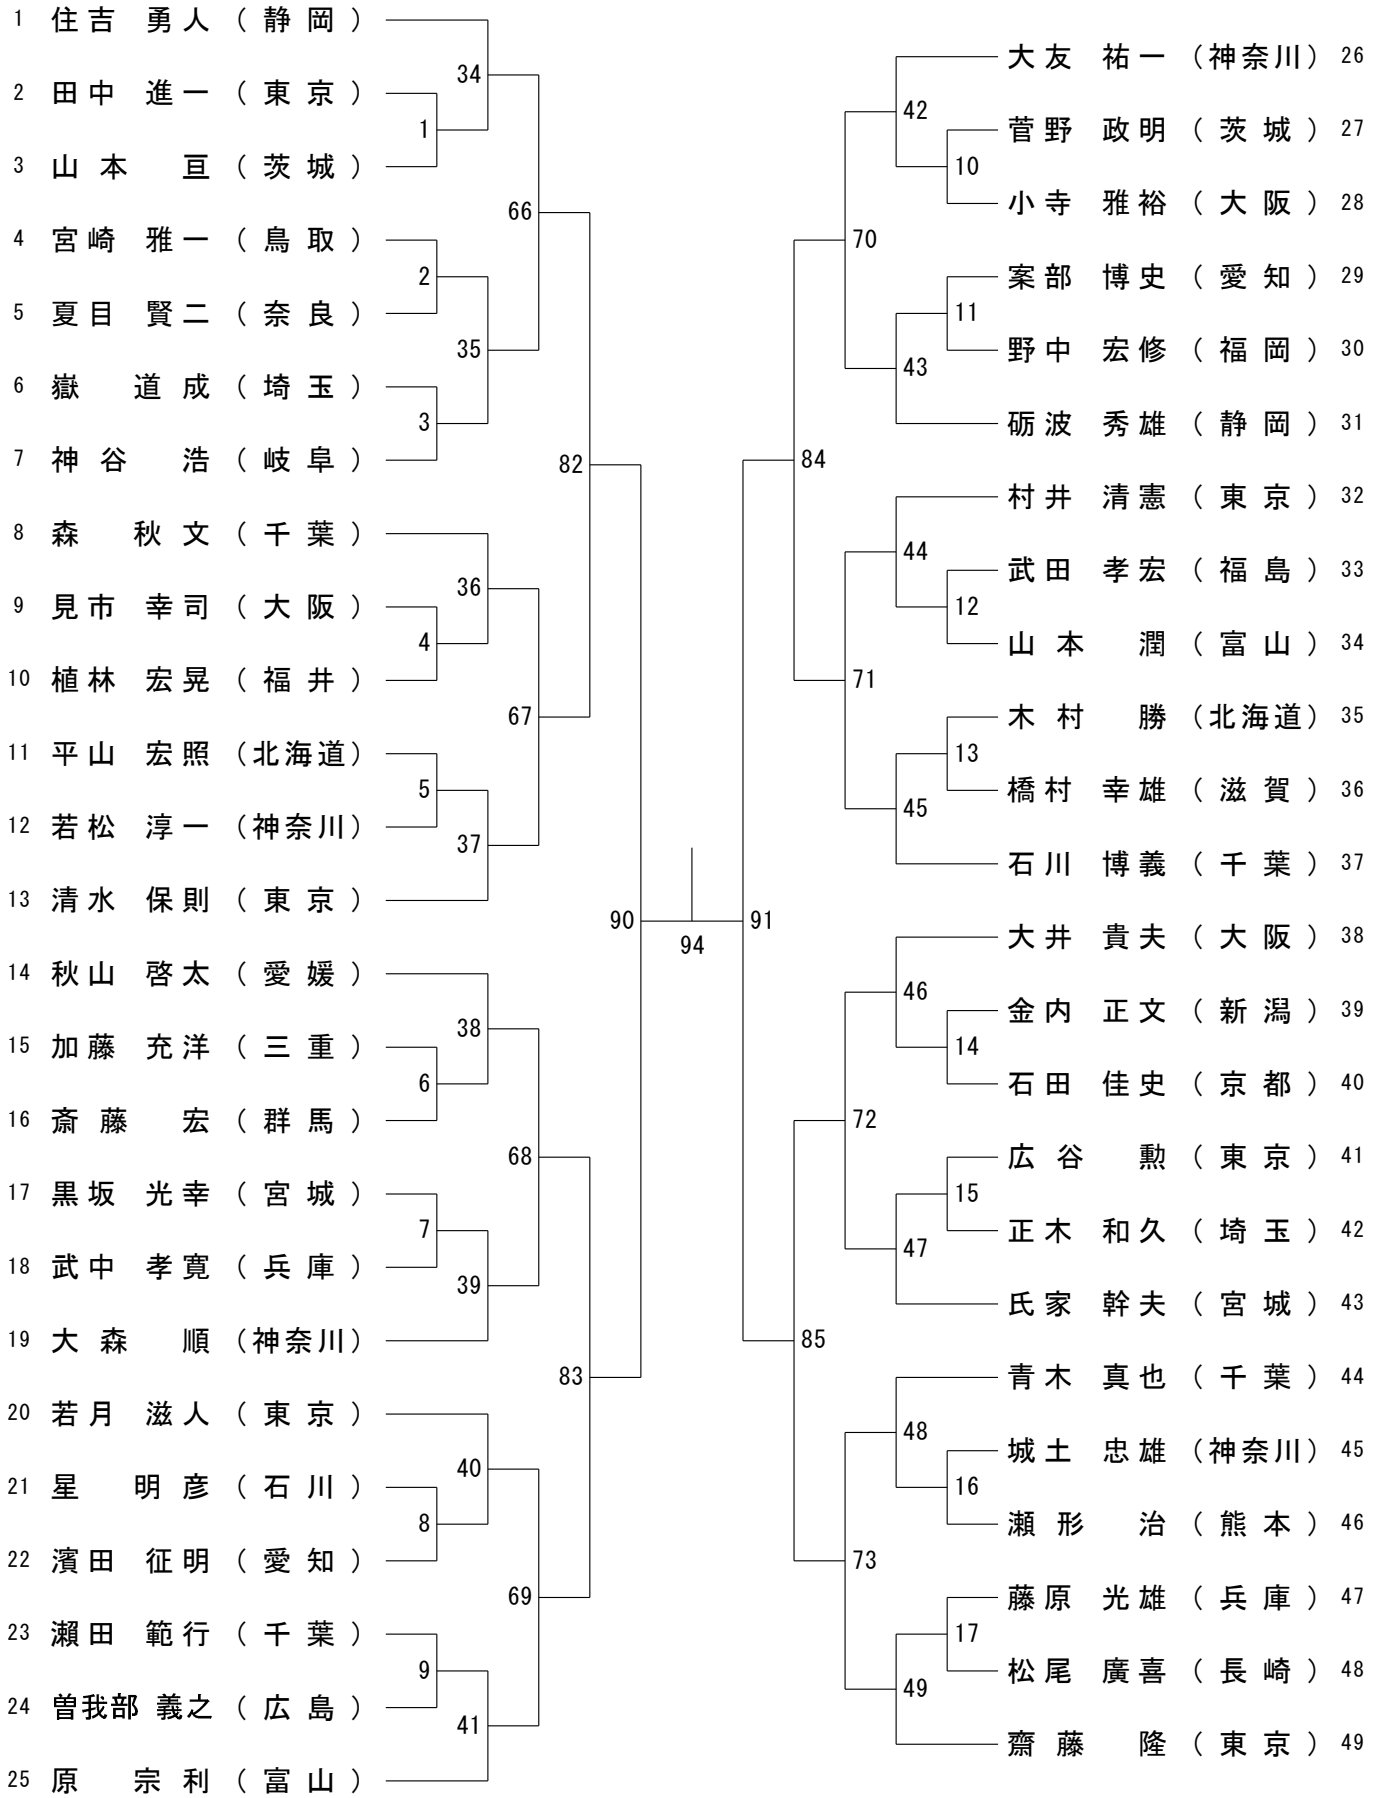 1 住吉 勇人 (静岡)
2 田中 進一 (東京)
3 山本 亘 (茨城)
4 宮崎 雅一 (鳥取)
5 夏目 賢二 (奈良)
6 嶽 道成 (埼玉)
7 神谷 浩 (岐阜)
8 森 秋文 (千葉)
9 見市 幸司 (大阪)
10 植林 宏晃 (福井)
11 平山 宏照 (北海道)
12 若松 淳一 (神奈川)
13 清水 保則 (東京)
14 秋山 啓太 (愛媛)
15 加藤 充洋 (三重)
16 斎藤 宏 (群馬)
17 黒坂 光幸 (宮城)
18 武中 孝寛 (兵庫)
19 大森 順 (神奈川)
20 若月 滋人 (東京)
21 星 明彦 (石川)
22 濱田 征明 (愛知)
23 瀬田 範行 (千葉)
24 曽我部 義之 (広島)
25 原 宗利 (富山)
1
2
3
4
5
6
7
8
9
34
35
36
37
38
39
40
41
66
67
68
69
82
83
90
94
91
84
85
70
71
72
73
42
43
44
45
46
47
48
49
10
11
12
13
14
15
16
17
大友 祐一 (神奈川) 26
菅野 政明 (茨城) 27
小寺 雅裕 (大阪) 28
案部 博史 (愛知) 29
野中 宏修 (福岡) 30
砺波 秀雄 (静岡) 31
村井 清憲 (東京) 32
武田 孝宏 (福島) 33
山本 潤 (富山) 34
木村 勝 (北海道) 35
橋村 幸雄 (滋賀) 36
石川 博義 (千葉) 37
大井 貴夫 (大阪) 38
金内 正文 (新潟) 39
石田 佳史 (京都) 40
広谷 勲 (東京) 41
正木 和久 (埼玉) 42
氏家 幹夫 (宮城) 43
青木 真也 (千葉) 44
城土 忠雄 (神奈川) 45
瀬形 治 (熊本) 46
藤原 光雄 (兵庫) 47
松尾 廣喜 (長崎) 48
齋藤 隆 (東京) 49